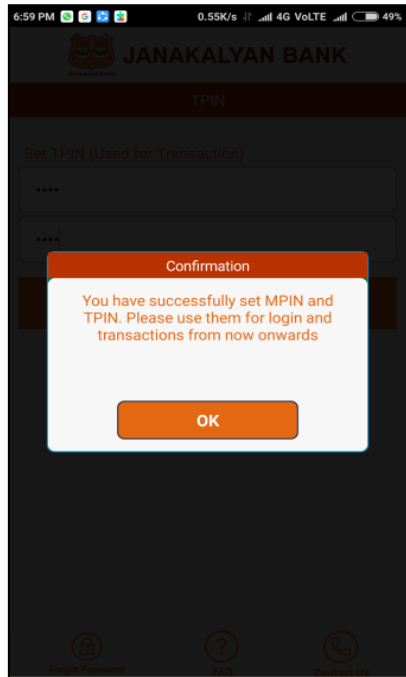 6:59 PM 0.55K/s 4G VoLTE 49%
JANAKALYAN BANK
TPIN
Set TPIN (Used for Transaction)
••••
••••
Confirmation
You have successfully set MPIN and
TPIN. Please use them for login and
transactions from now onwards
OK
Forgot Password FAQ Contact Us